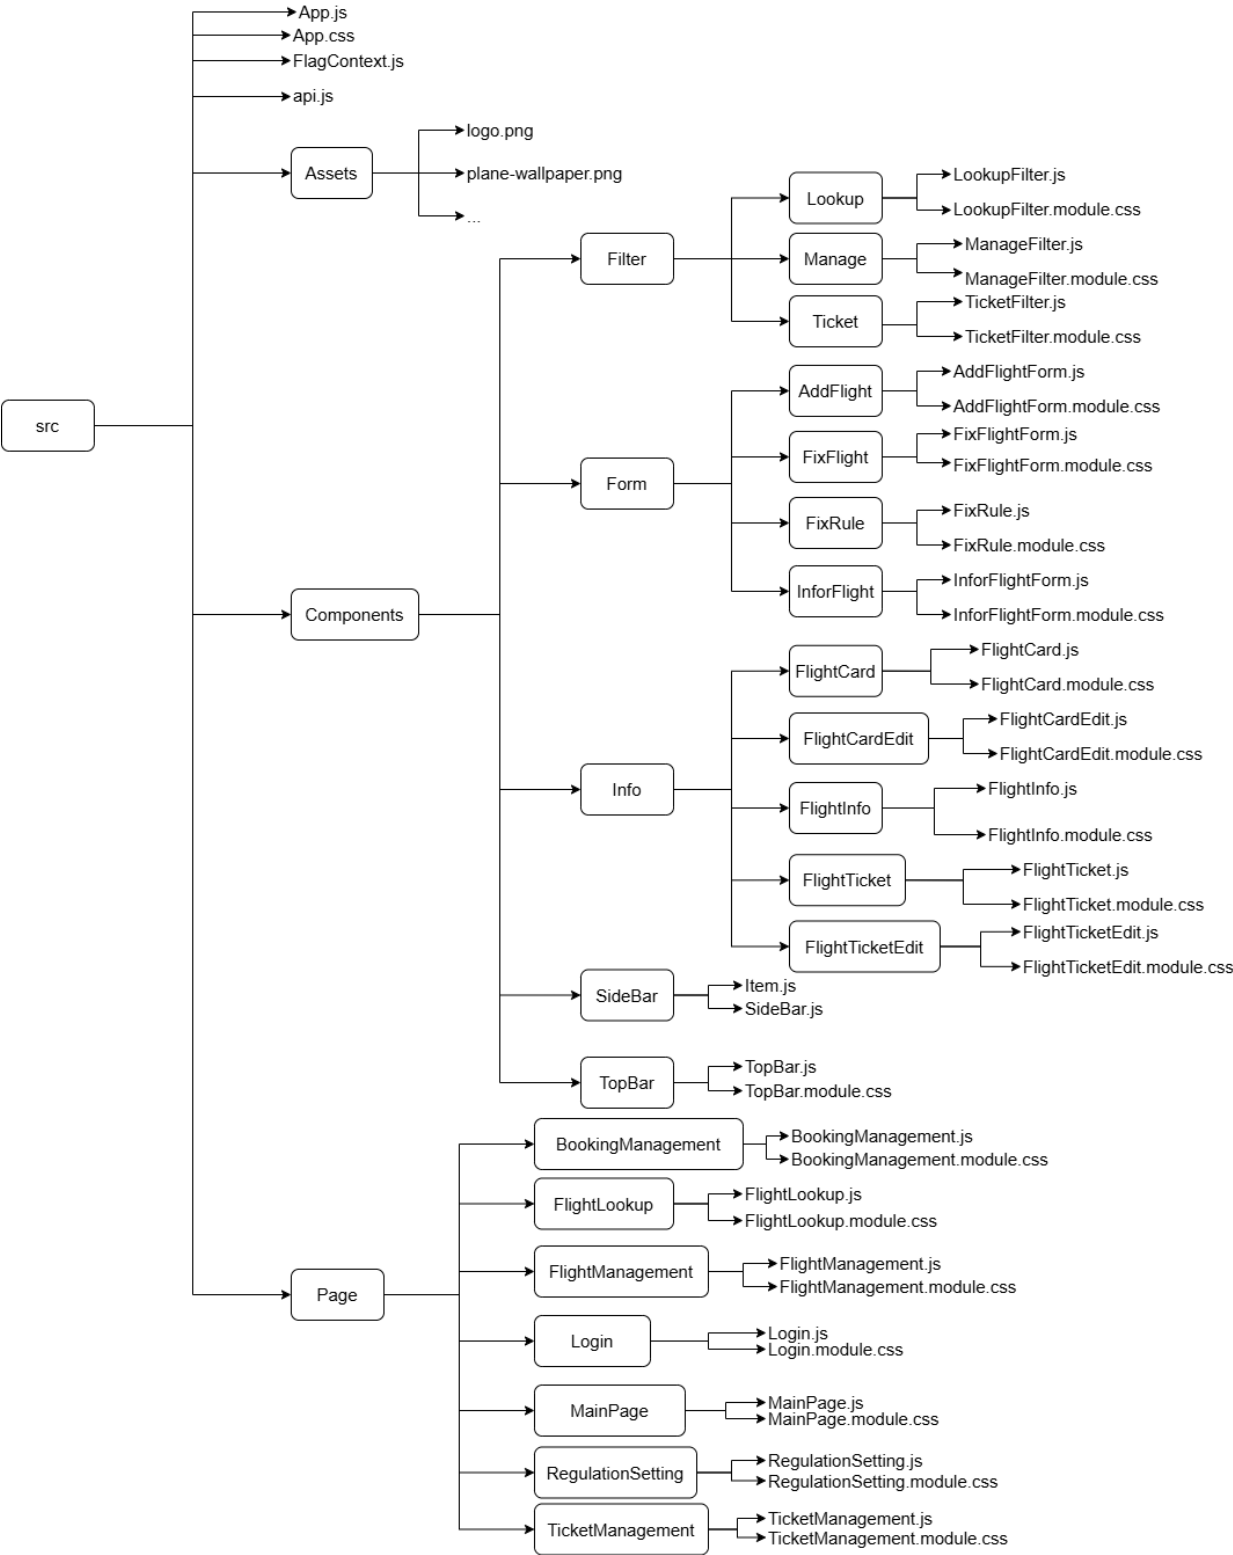 App.js
App.css
FlagContext.js
api.js
Assets
logo.png
plane-wallpaper.png
...
src
Components
Filter
Lookup
LookupFilter.js
LookupFilter.module.css
Manage
ManageFilter.js
ManageFilter.module.css
Ticket
TicketFilter.js
TicketFilter.module.css
Form
AddFlight
AddFlightForm.js
AddFlightForm.module.css
FixFlight
FixFlightForm.js
FixFlightForm.module.css
FixRule
FixRule.js
FixRule.module.css
InforFlight
InforFlightForm.js
InforFlightForm.module.css
Info
FlightCard
FlightCard.js
FlightCard.module.css
FlightCardEdit
FlightCardEdit.js
FlightCardEdit.module.css
FlightInfo
FlightInfo.js
FlightInfo.module.css
FlightTicket
FlightTicket.js
FlightTicket.module.css
FlightTicketEdit
FlightTicketEdit.js
FlightTicketEdit.module.css
SideBar
Item.js
SideBar.js
TopBar
TopBar.js
TopBar.module.css
Page
BookingManagement
BookingManagement.js
BookingManagement.module.css
FlightLookup
FlightLookup.js
FlightLookup.module.css
FlightManagement
FlightManagement.js
FlightManagement.module.css
Login
Login.js
Login.module.css
MainPage
MainPage.js
MainPage.module.css
RegulationSetting
RegulationSetting.js
RegulationSetting.module.css
TicketManagement
TicketManagement.js
TicketManagement.module.css